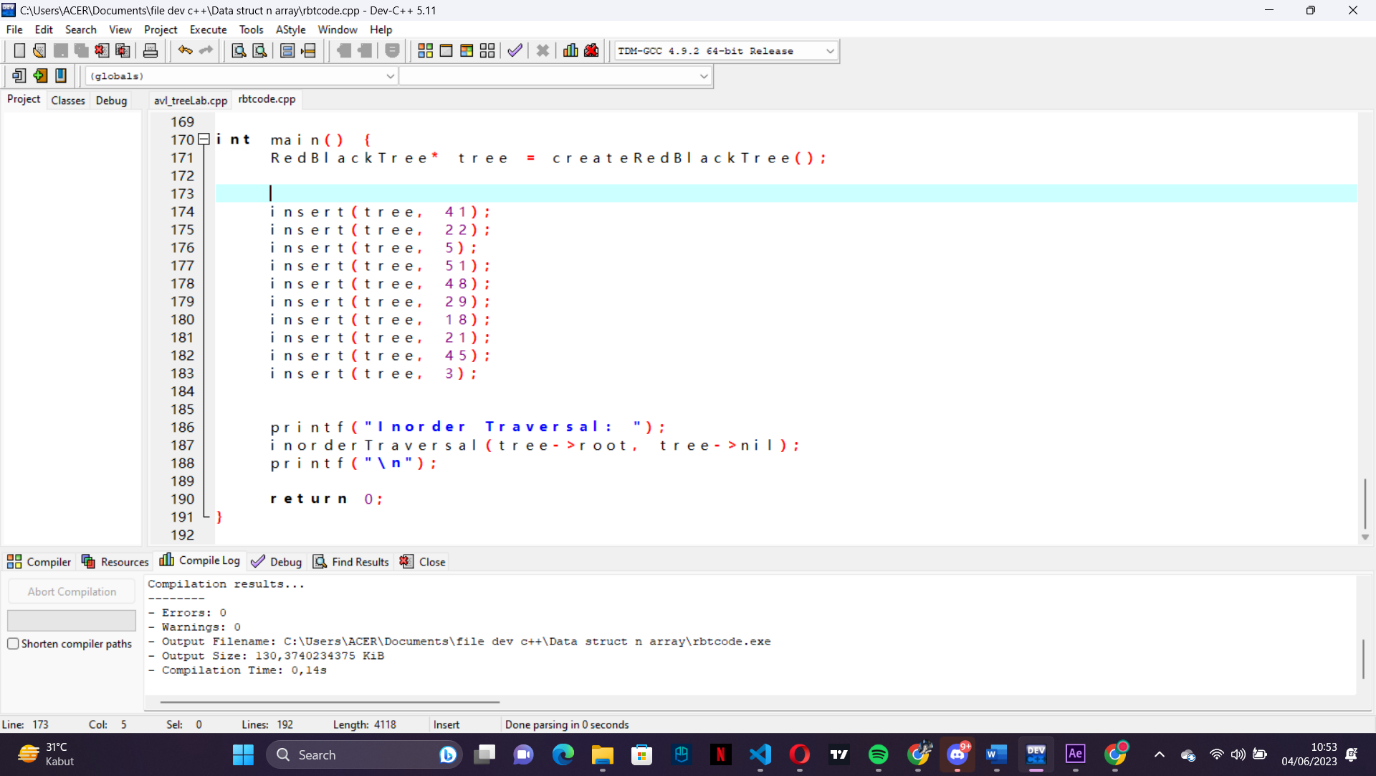 C:\Users\ACER\Documents\file dev c++\Data struct n array\rbtcode.cpp - Dev-C++ 5.11
File Edit Search View Project Execute Tools AStyle Window Help
TDM-GCC 4.9.2 64-bit Release
(globals)
Project Classes Debug avl_treeLab.cpp rbtcode.cpp
169
170 int main() {
171 RedBlackTree* tree = createRedBlackTree();
172
173
174 insert(tree, 41);
175 insert(tree, 22);
176 insert(tree, 5);
177 insert(tree, 51);
178 insert(tree, 48);
179 insert(tree, 29);
180 insert(tree, 18);
181 insert(tree, 21);
182 insert(tree, 45);
183 insert(tree, 3);
184
185
186 printf("Inorder Traversal: ");
187 inorderTraversal(tree->root, tree->nil);
188 printf("\n");
189
190 return 0;
191 }
192
Compiler Resources Compile Log Debug Find Results Close
Abort Compilation
Shorten compiler paths
Compilation results...
--------
- Errors: 0
- Warnings: 0
- Output Filename: C:\Users\ACER\Documents\file dev c++\Data struct n array\rbtcode.exe
- Output Size: 130,3740234375 KiB
- Compilation Time: 0,14s
Line: 173 Col: 5 Sel: 0 Lines: 192 Length: 4118 Insert Done parsing in 0 seconds
31°C
Kabut
Search
9+
W
DEV
Ae
10:53
04/06/2023